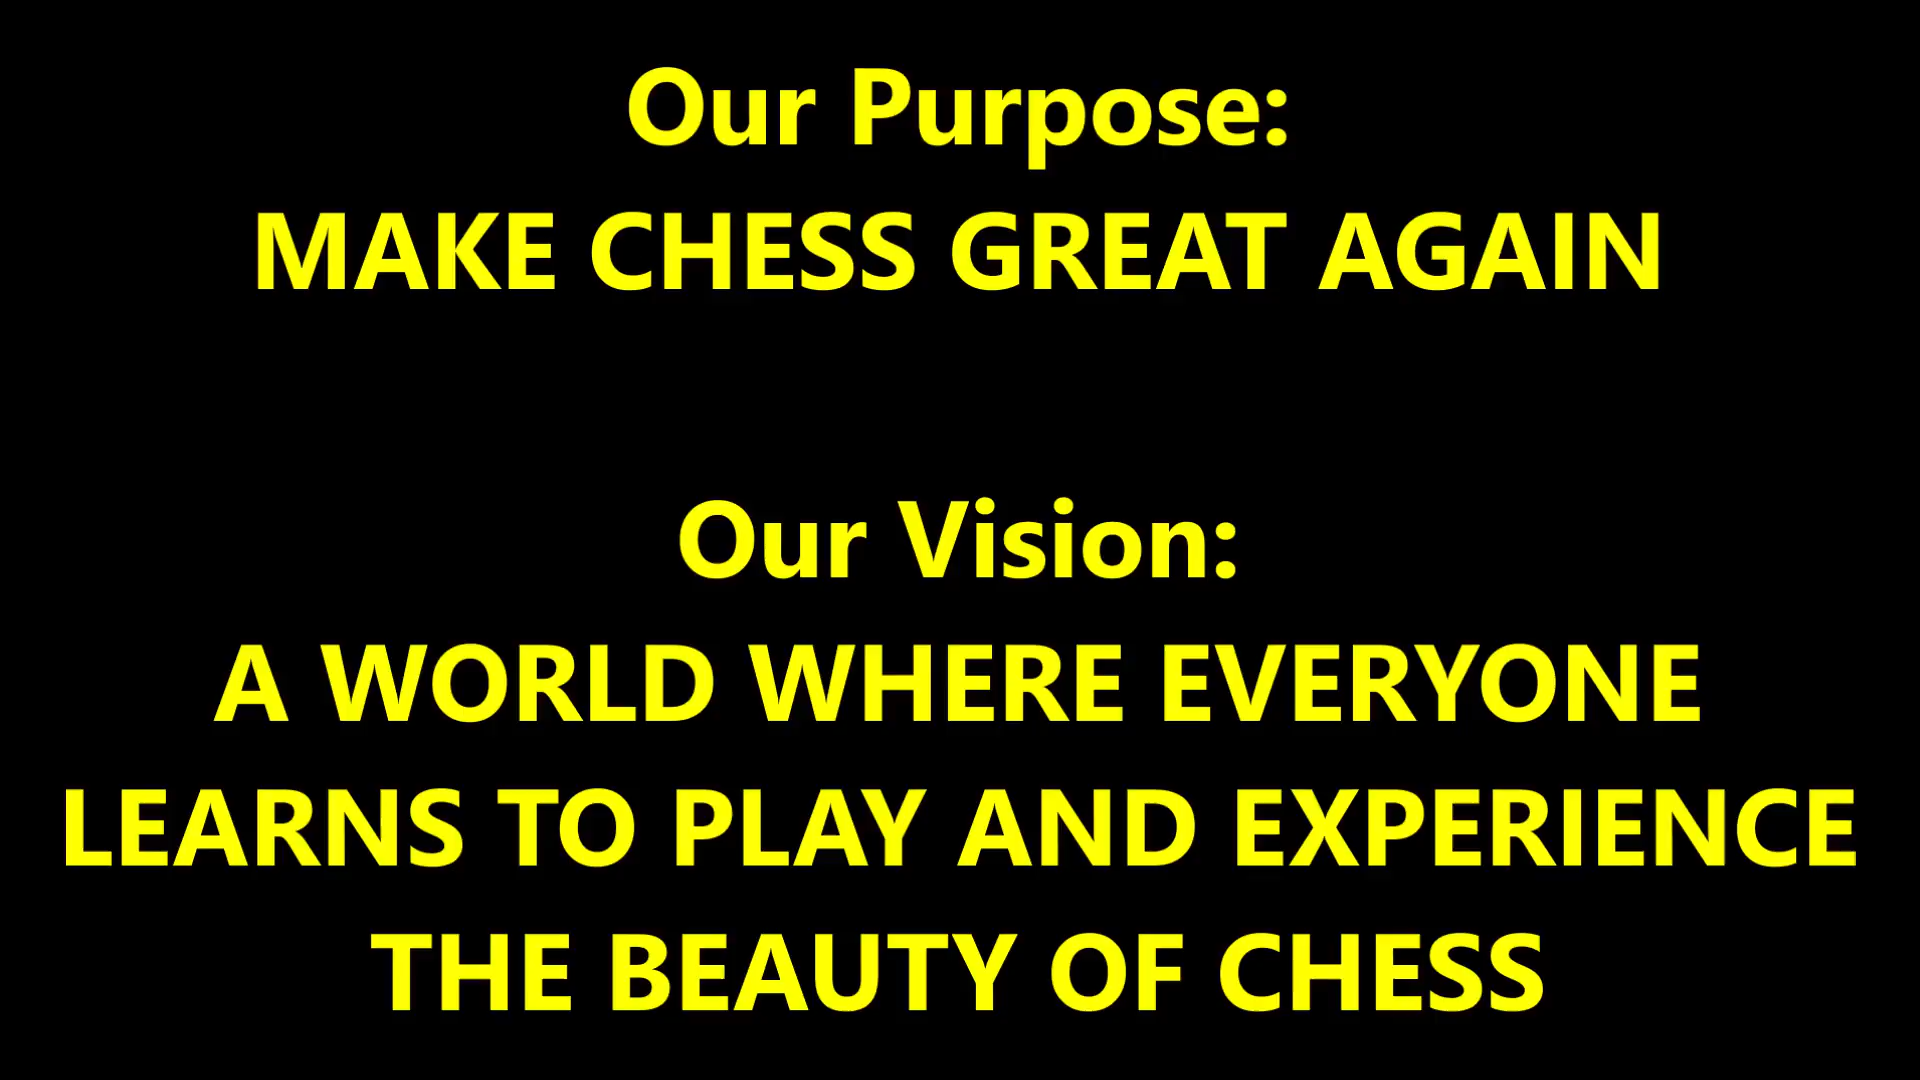 Our Purpose:
MAKE CHESS GREAT AGAIN
Our Vision:
A WORLD WHERE EVERYONE
LEARNS TO PLAY AND EXPERIENCE
THE BEAUTY OF CHESS